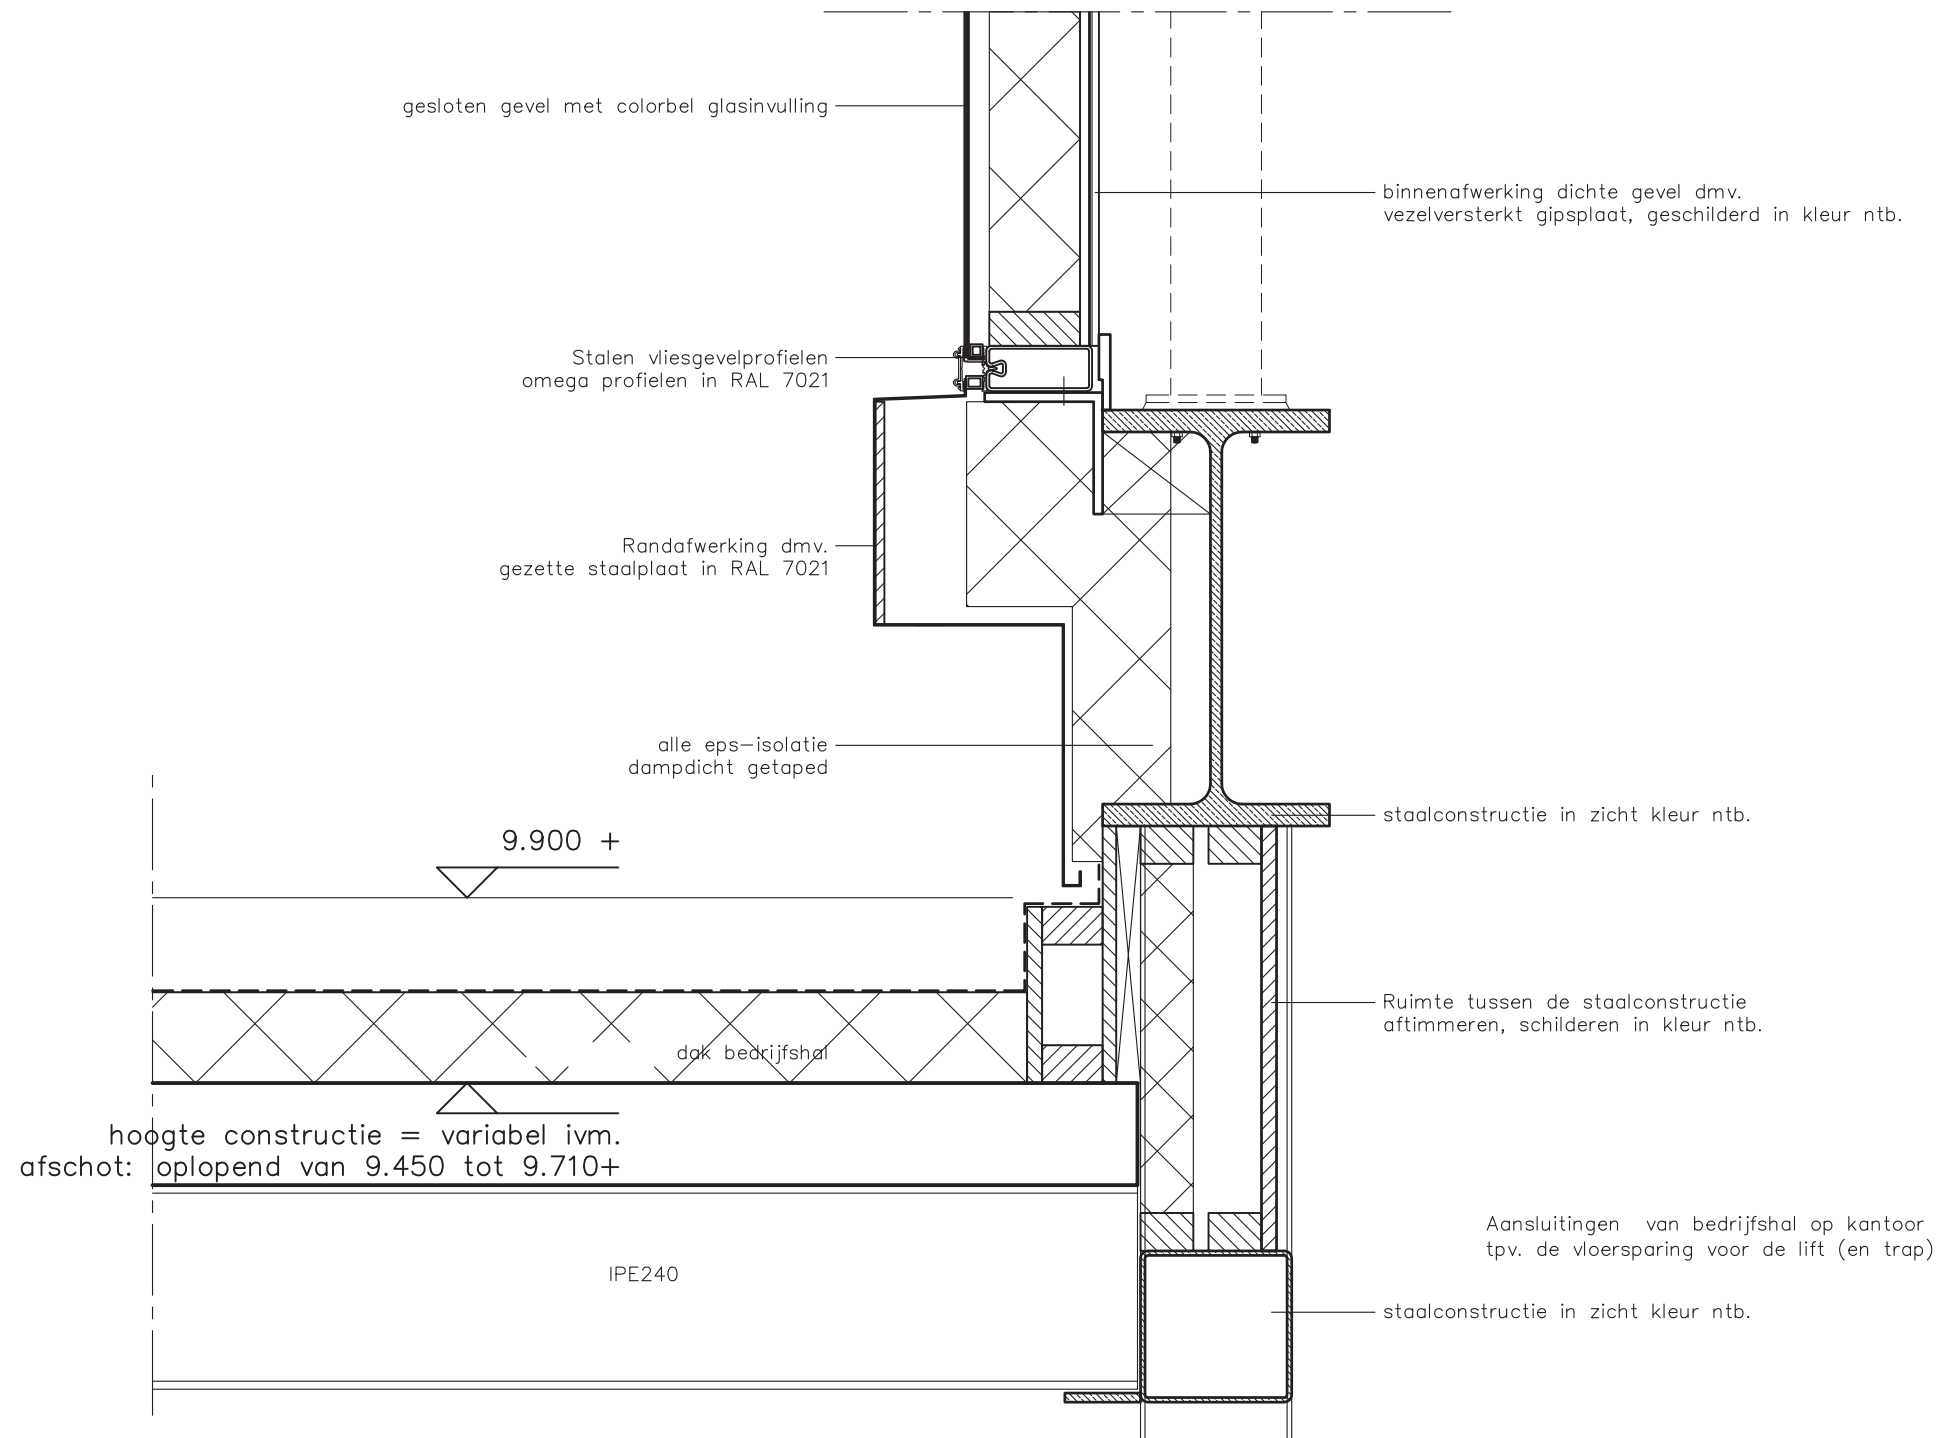 gesloten gevel met colorbel glasinvulling
binnenafwerking dichte gevel dmv.
vezelversterkt gipsplaat, geschilderd in kleur ntb.
Stalen vliesgevelprofielen
omega profielen in RAL 7021
Randafwerking dmv.
gezette staalplaat in RAL 7021
alle eps-isolatie
dampdicht getaped
staalconstructie in zicht kleur ntb.
9.900 +
Ruimte tussen de staalconstructie
aftimmeren, schilderen in kleur ntb.
dak bedrijfshal
hoogte constructie = variabel ivm.
afschot: oplopend van 9.450 tot 9.710+
Aansluitingen  van bedrijfshal op kantoor
tpv. de vloersparing voor de lift (en trap)
IPE240
staalconstructie in zicht kleur ntb.